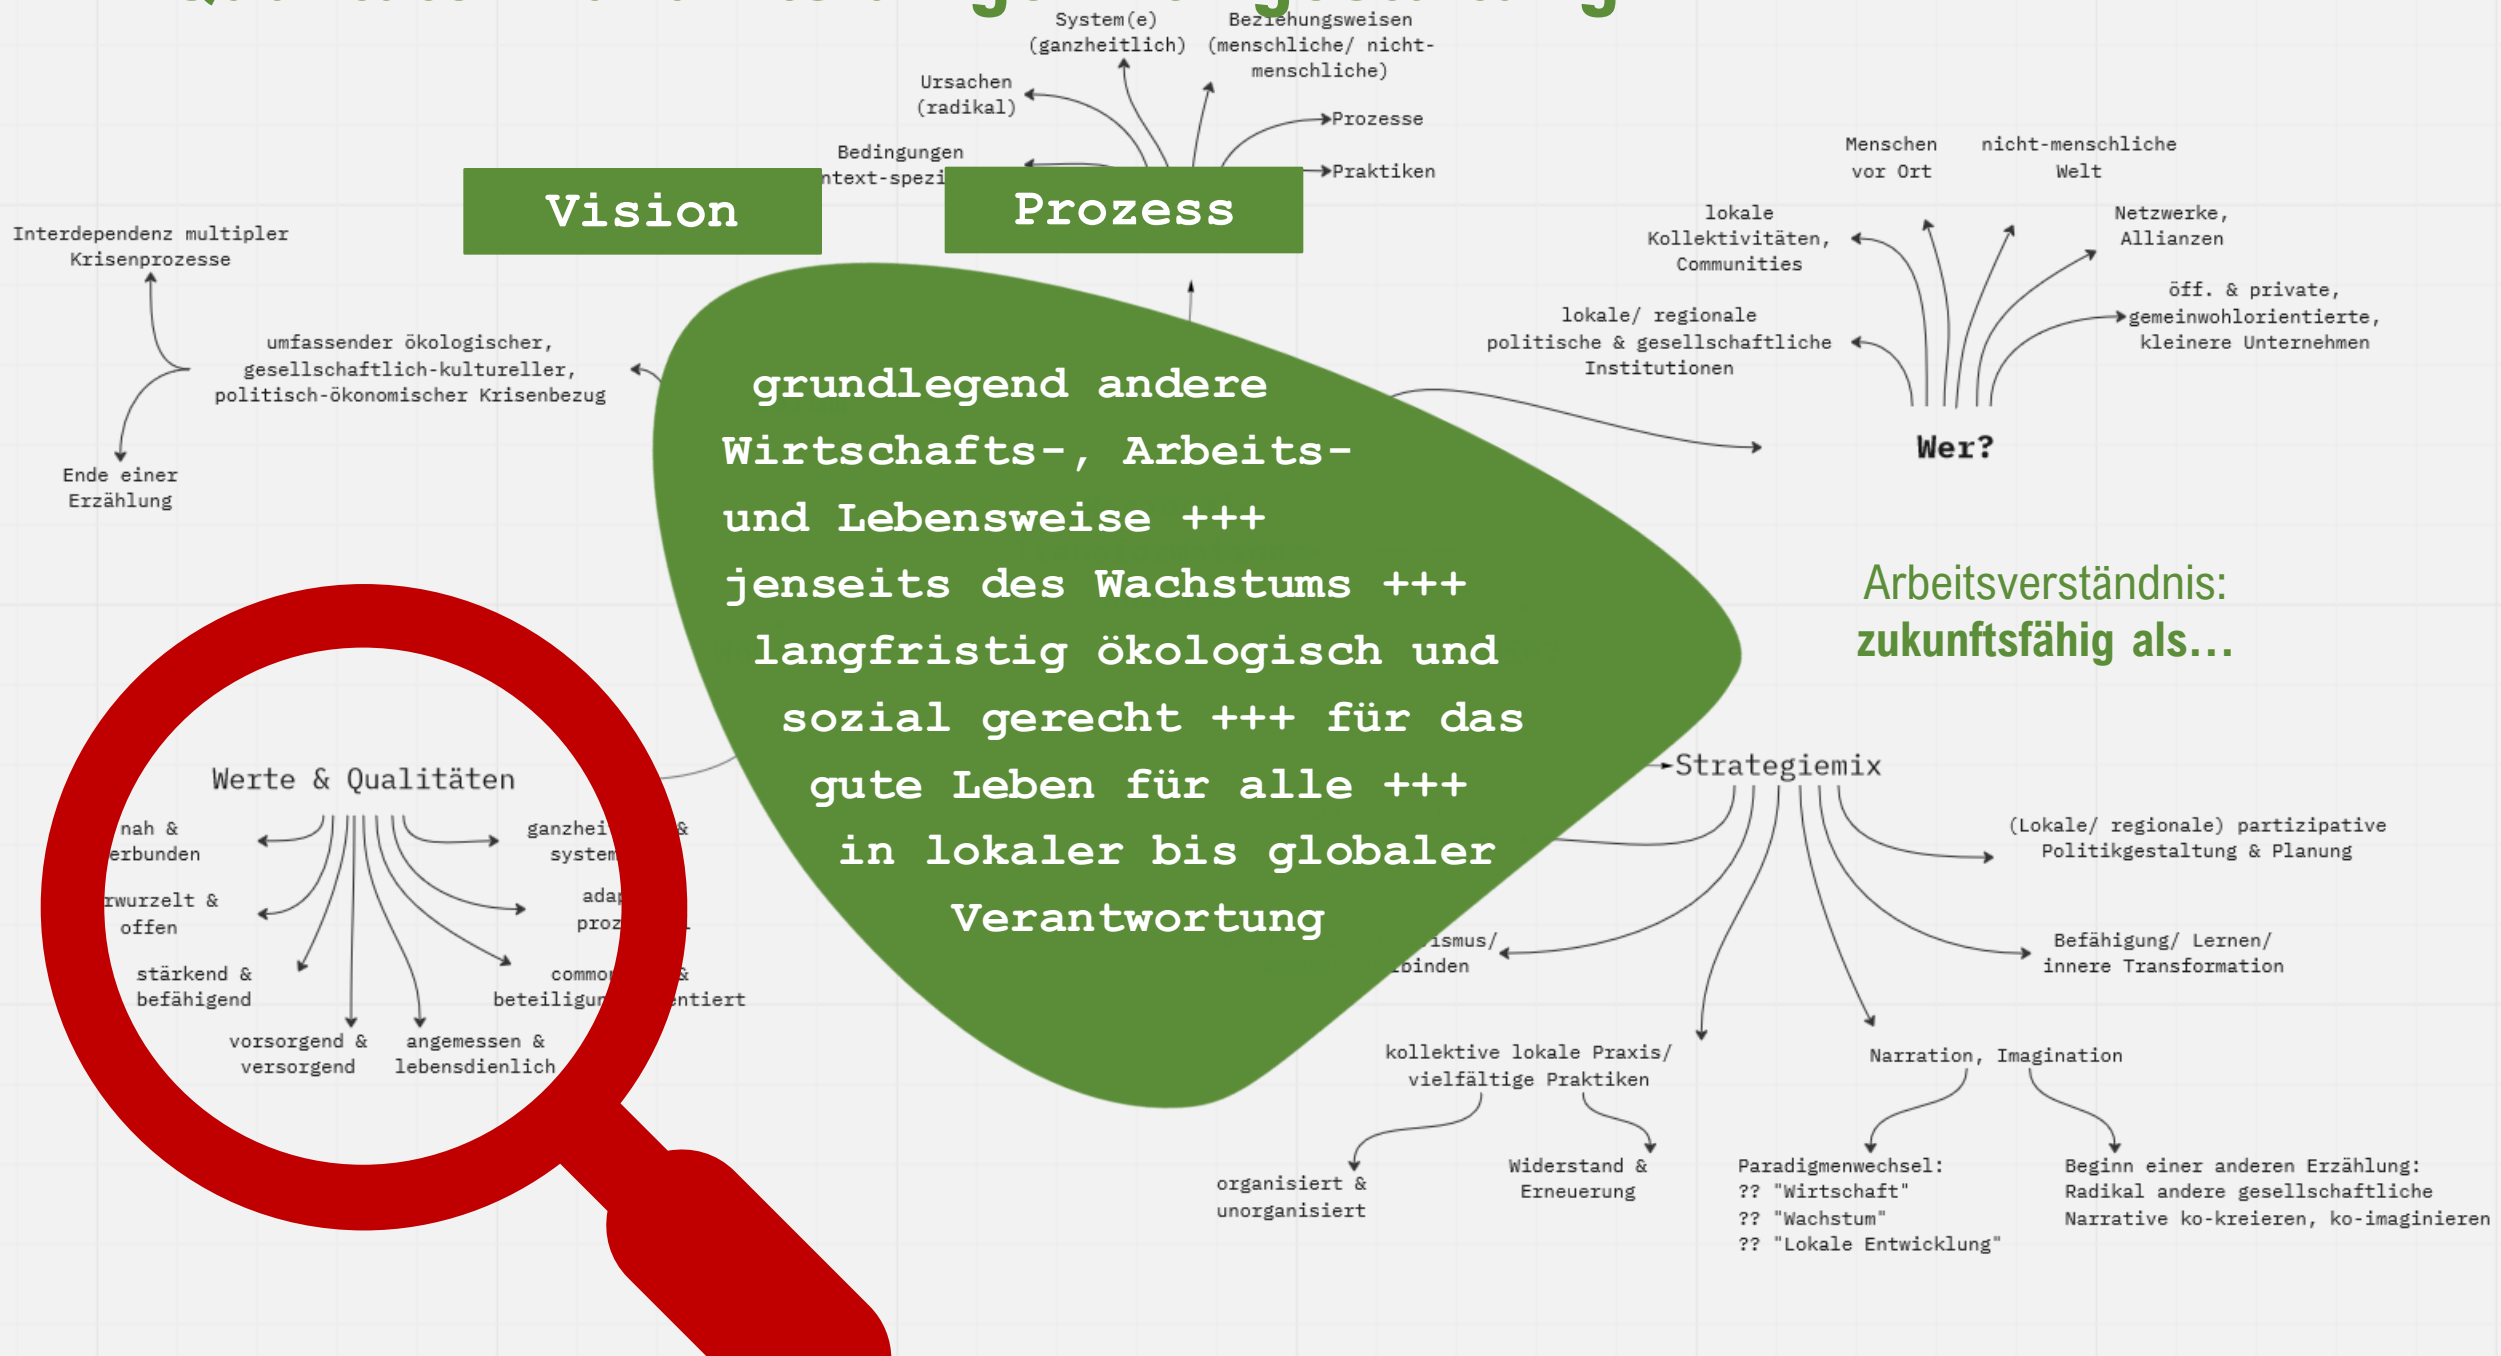 System(e)
(ganzheitlich)
Beziehungsweisen
(menschliche/ nicht-
menschliche)
Ursachen
(radikal)
Prozesse
Bedingungen
Praktiken
Vision
Prozess
Menschen
vor Ort
nicht-menschliche
Welt
lokale
Kollektivitäten,
Communities
Netzwerke,
Allianzen
lokale/ regionale
politische & gesellschaftliche
Institutionen
öff. & private,
gemeinwohlorientierte,
kleinere Unternehmen
Wer?
Interdependenz multipler
Krisenprozesse
umfassender ökologischer,
gesellschaftlich-kultureller,
politisch-ökonomischer Krisenbezug
Ende einer
Erzählung
grundlegend andere
Wirtschafts-, Arbeits-
und Lebensweise +++
jenseits des Wachstums +++
langfristig ökologisch und
sozial gerecht +++ für das
gute Leben für alle +++
in lokaler bis globaler
Verantwortung
Arbeitsverständnis:
zukunftsfähig als...
Werte & Qualitäten
nah &
offen
stärkend &
befähigend
vorsorgend &
versorgend
angemessen &
lebensdienlich
Strategiemix
(Lokale/ regionale) partizipative
Politikgestaltung & Planung
Befähigung/ Lernen/
innere Transformation
kollektive lokale Praxis/
vielfältige Praktiken
Narration, Imagination
organisiert &
unorganisiert
Widerstand &
Erneuerung
Paradigmenwechsel:
?? "Wirtschaft"
?? "Wachstum"
?? "Lokale Entwicklung"
Beginn einer anderen Erzählung:
Radikal andere gesellschaftliche
Narrative ko-kreieren, ko-imaginieren